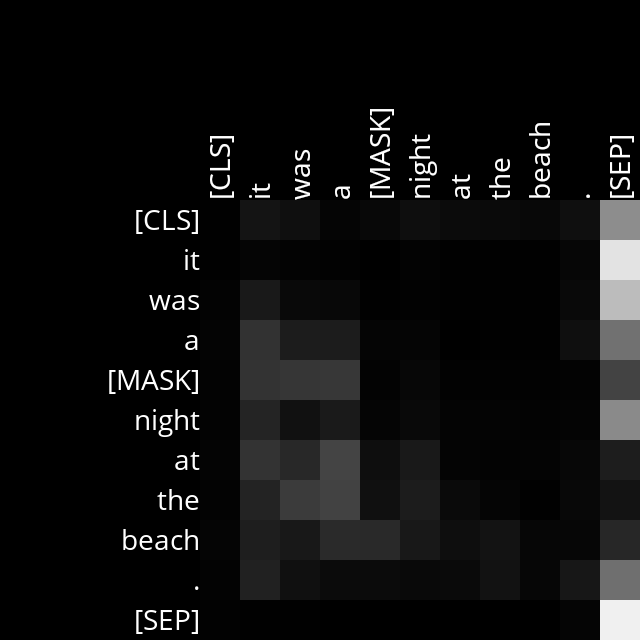 [CLS] it was a [MASK] night at the beach . [SEP]
[CLS]
it
was
a
[MASK]
night
at
the
beach
.
[SEP]